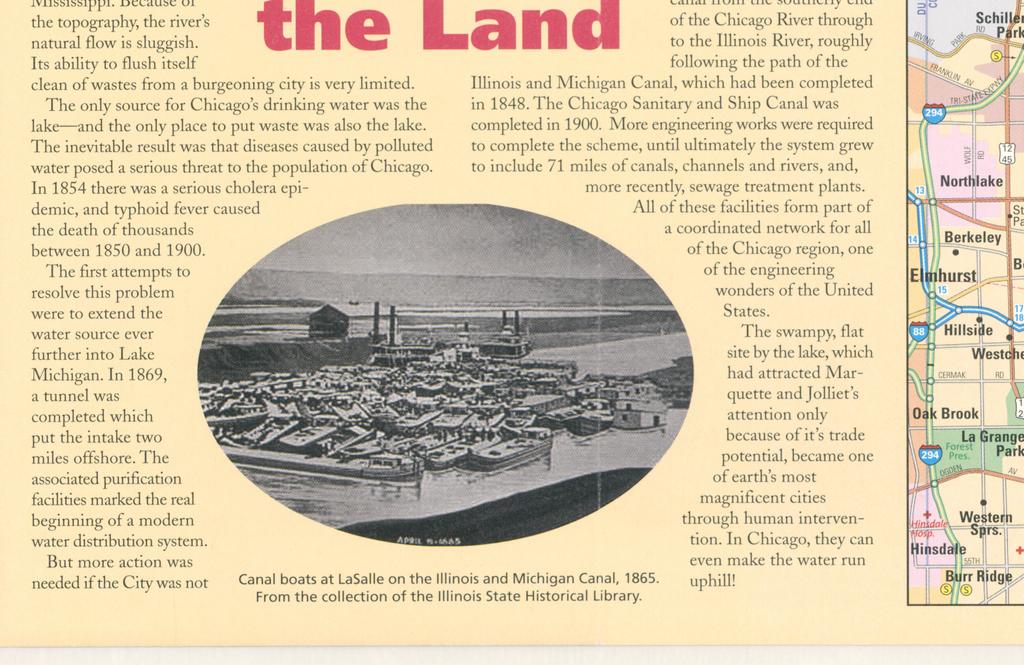 the Land
Mississippi. Because of
the topography, the river's
natural flow is sluggish.
Its ability to flush itself
clean of wastes from a burgeoning city is very limited.
The only source for Chicago's drinking water was the
lake—and the only place to put waste was also the lake.
The inevitable result was that diseases caused by polluted
water posed a serious threat to the population of Chicago.
In 1854 there was a serious cholera epi-
demic, and typhoid fever caused
the death of thousands
between 1850 and 1900.
The first attempts to
resolve this problem
were to extend the
water source ever
further into Lake
Michigan. In 1869,
a tunnel was
completed which
put the intake two
miles offshore. The
associated purification
facilities marked the real
beginning of a modern
water distribution system.
But more action was
needed if the City was not
canal from the southerly end
of the Chicago River through
to the Illinois River, roughly
following the path of the
Illinois and Michigan Canal, which had been completed
in 1848. The Chicago Sanitary and Ship Canal was
completed in 1900. More engineering works were required
to complete the scheme, until ultimately the system grew
to include 71 miles of canals, channels and rivers, and,
more recently, sewage treatment plants.
All of these facilities form part of
a coordinated network for all
of the Chicago region, one
of the engineering
wonders of the United
States.
The swampy, flat
site by the lake, which
had attracted Mar-
quette and Jolliet's
attention only
because of it's trade
potential, became one
of earth's most
magnificent cities
through human interven-
tion. In Chicago, they can
even make the water run
uphill!
APRIL 8-1865
Canal boats at LaSalle on the Illinois and Michigan Canal, 1865.
From the collection of the Illinois State Historical Library.
DU
Schiller
Park
IRVING PARK RD
S
FRANKLIN AV
TRI-STATE EXPWY
294
WOLF RD
12
45
Northlake
13
St
Pa
14
Berkeley
Elmhurst
15
17
18
88
Hillside
Westche
CERMAK RD
Oak Brook
La Grange
Park
Forest
Pres.
294
OGDEN AV
Western
Sprs.
Hinsdale
Hosp.
Hinsdale
55TH
Burr Ridge
S S